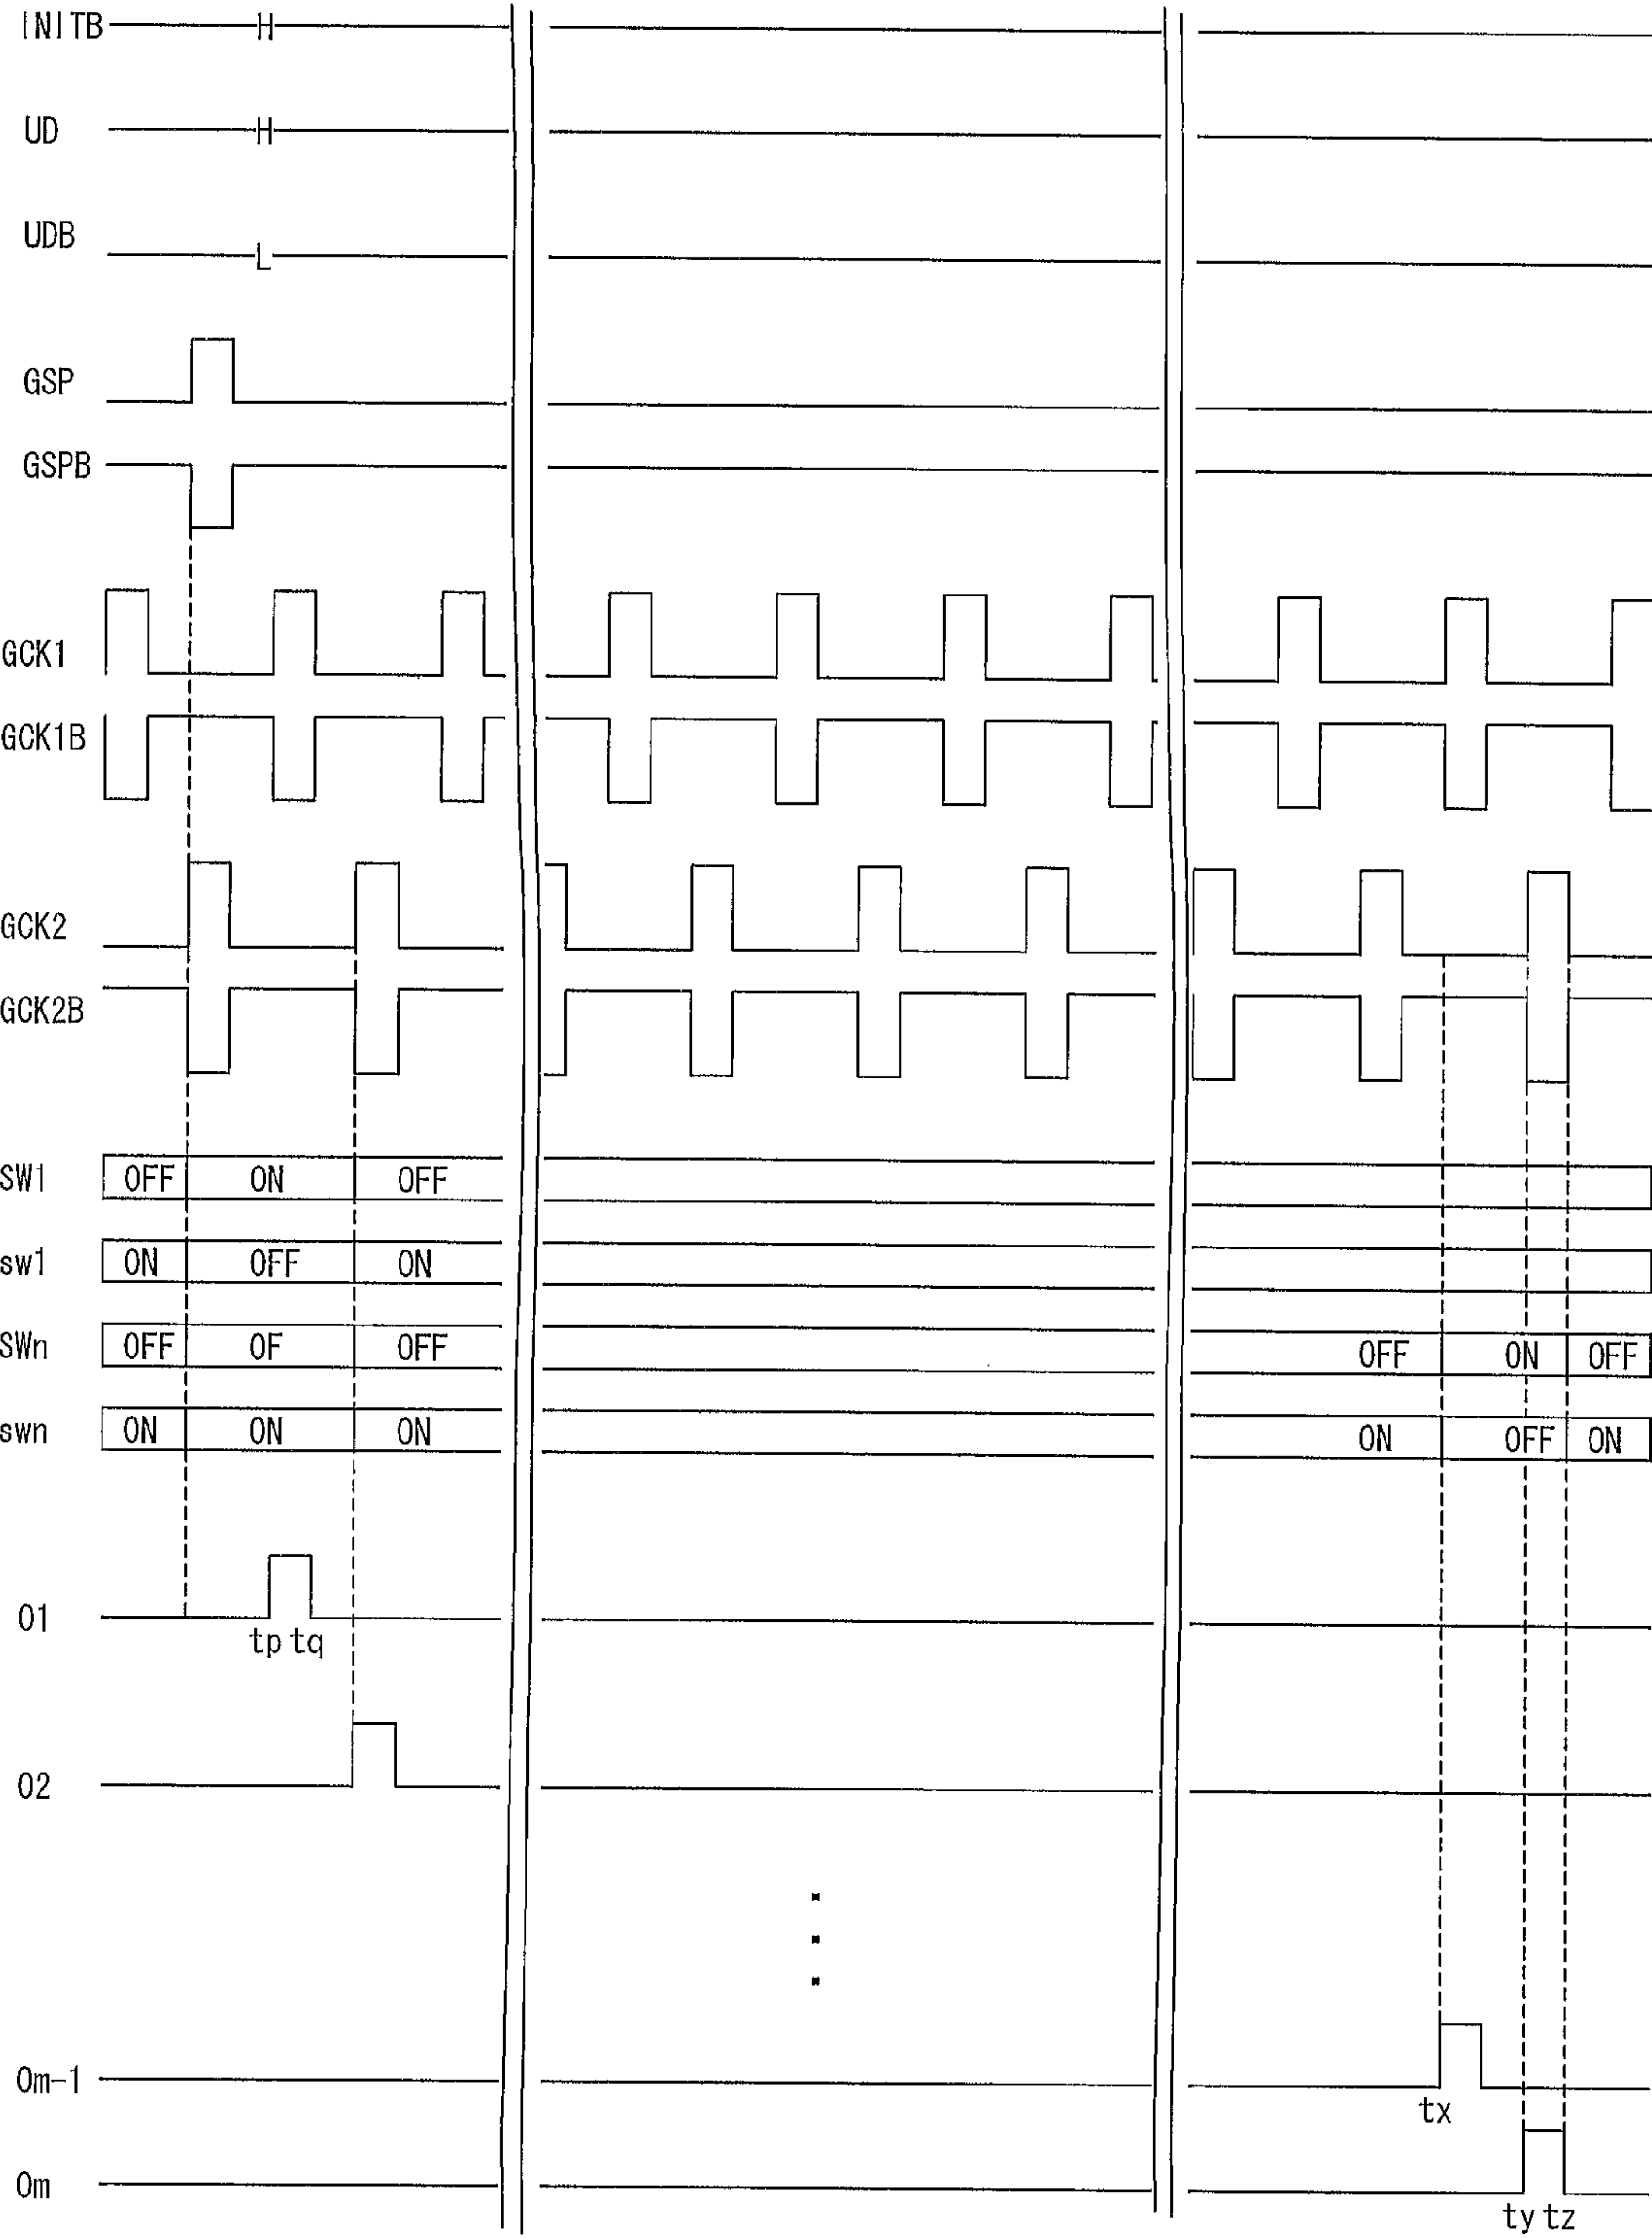 INITB H
UD H
UDB L
GSP
GSPB
GCK1
GCK1B
GCK2
GCK2B
SW1 OFF ON OFF
sw1 ON OFF ON
SWn OFF OF OFF OFF ON OFF
swn ON ON ON ON OFF ON
O1
tp tq
O2
Om-1
tx
Om
ty tz